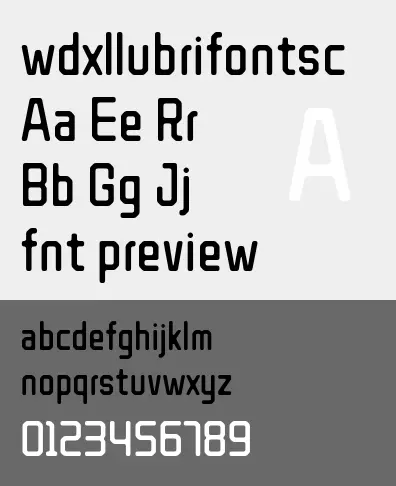 wdxllubrifontsc
Aa Ee Rr
A
Bb Gg Jj
fnt preview
abcdefghijklm
nopqrstuvwxyz
0123456789